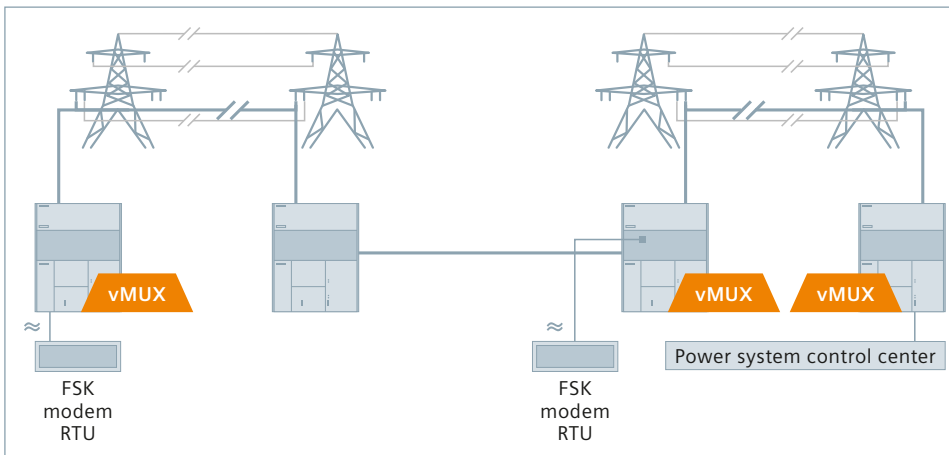 vMUX
vMUX
vMUX
Power system control center
FSK
modem
RTU
FSK
modem
RTU